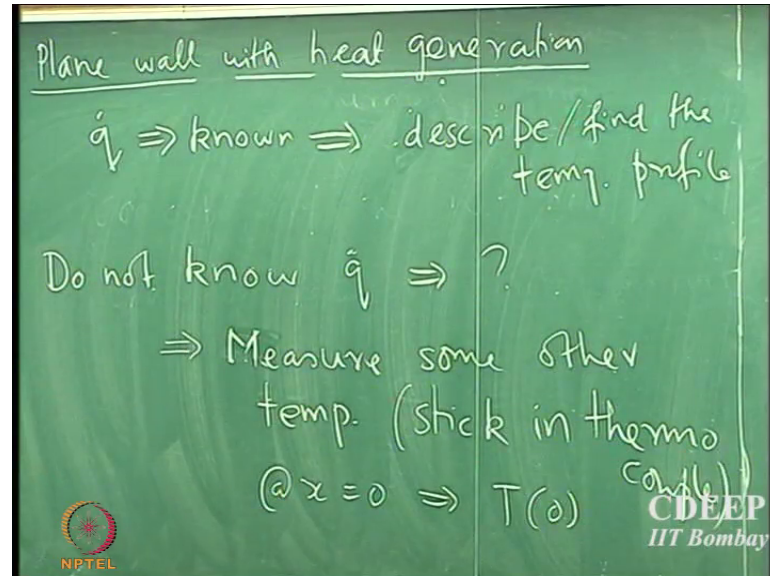 Plane wall with heat generation
q̇ ⇒ known ⇒ describe/find the
temp. profile
Do not know q̇ ⇒ ?
⇒ Measure some other
temp. (stick in thermo
couple)
@ x = 0 ⇒ T(0)
CDEEP
IIT Bombay
NPTEL